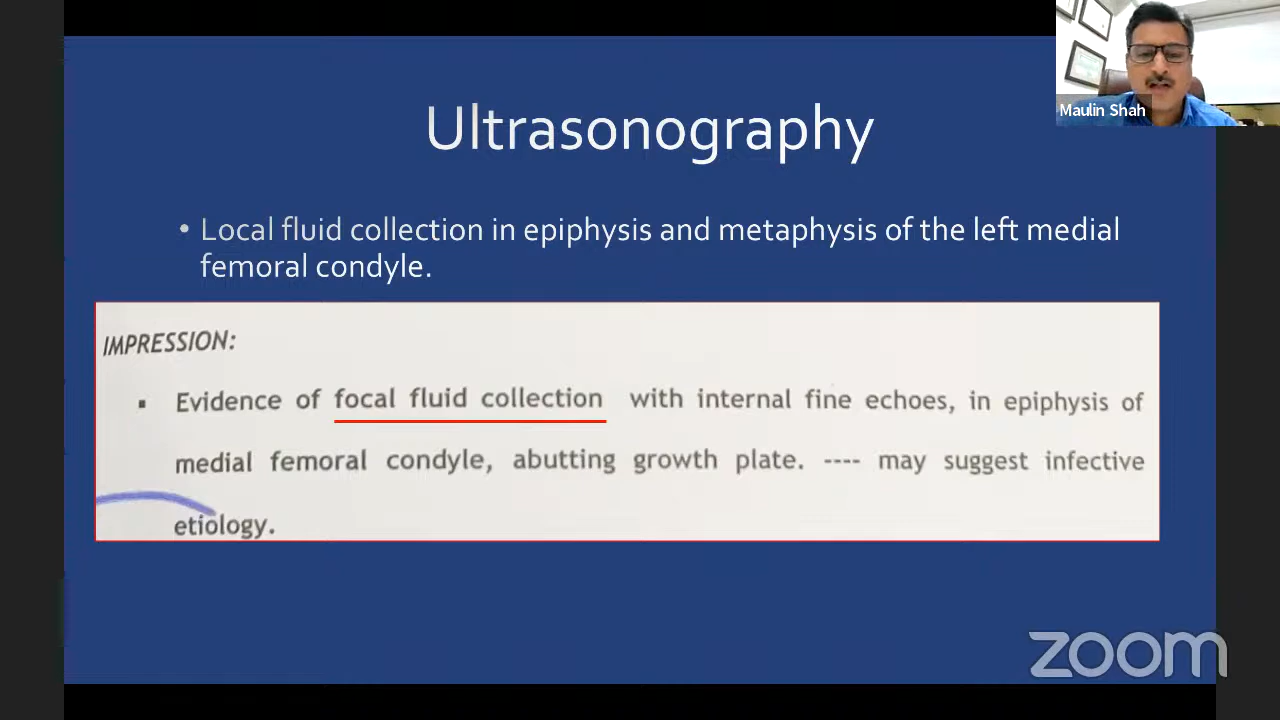 Maulin Shah
Ultrasonography
• Local fluid collection in epiphysis and metaphysis of the left medial
femoral condyle.
IMPRESSION:
▪ Evidence of focal fluid collection with internal fine echoes, in epiphysis of
medial femoral condyle, abutting growth plate. ---- may suggest infective
etiology.
zoom